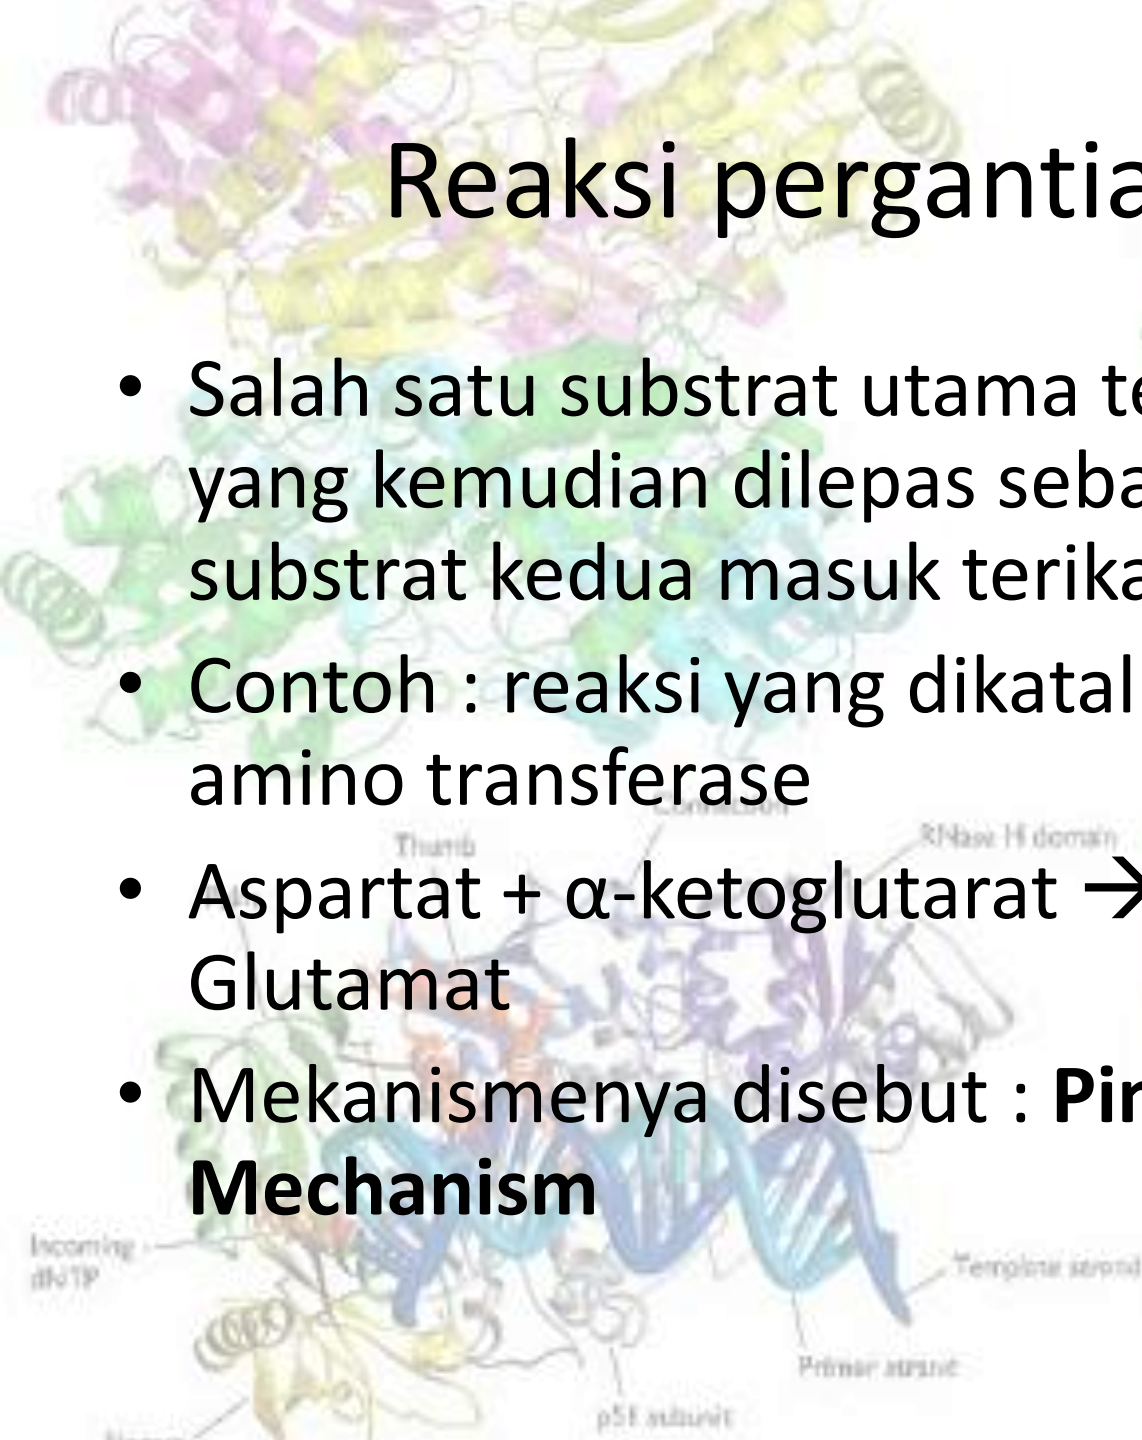 Reaksi pergantia
• Salah satu substrat utama te
yang kemudian dilepas seba
substrat kedua masuk terika
• Contoh : reaksi yang dikatal
amino transferase
Connection
Thumb
RNase H domain
• Aspartat + α-ketoglutarat →
Glutamat
• Mekanismenya disebut : Pin
Mechanism
Incoming
dNTP
Template strand
Primer strand
p51 subunit